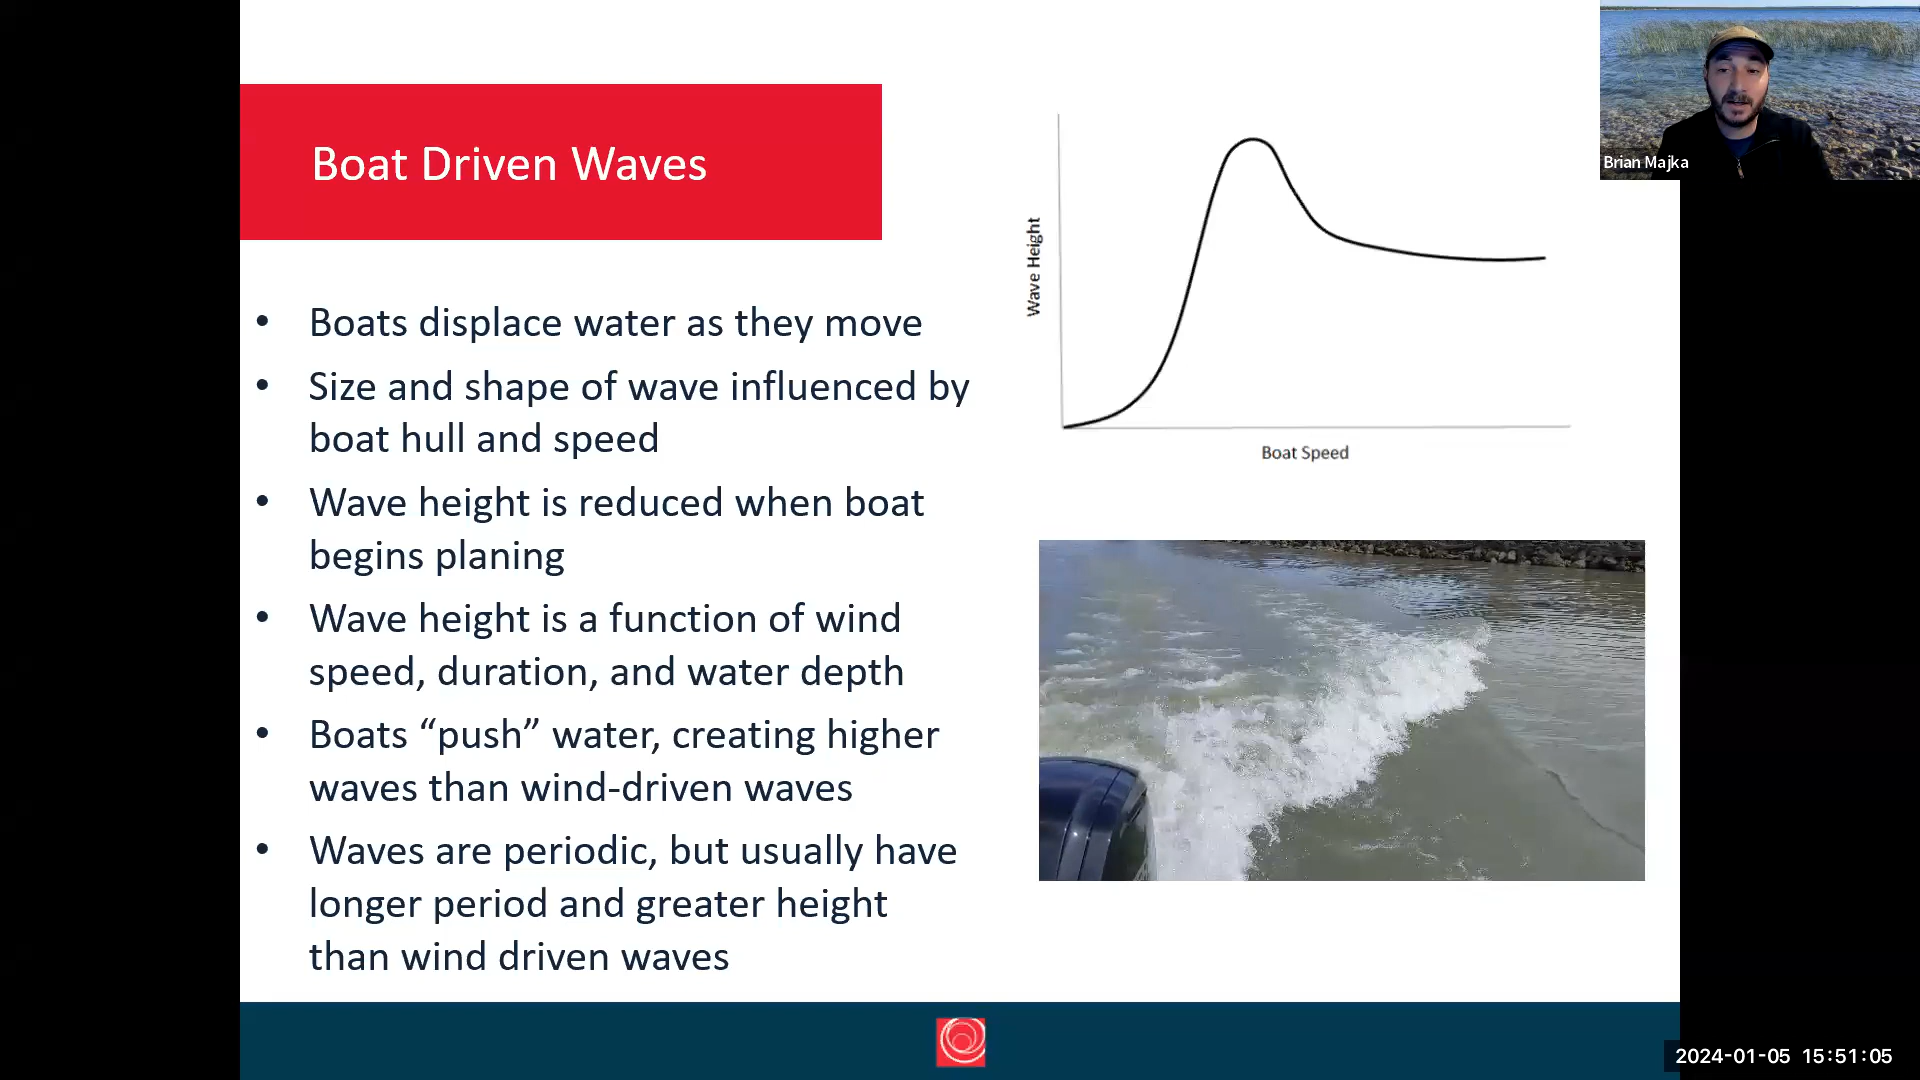 Boat Driven Waves
• Boats displace water as they move
• Size and shape of wave influenced by
boat hull and speed
• Wave height is reduced when boat
begins planing
• Wave height is a function of wind
speed, duration, and water depth
• Boats “push” water, creating higher
waves than wind-driven waves
• Waves are periodic, but usually have
longer period and greater height
than wind driven waves
Wave Height
Boat Speed
Brian Majka
2024-01-05 15:51:05